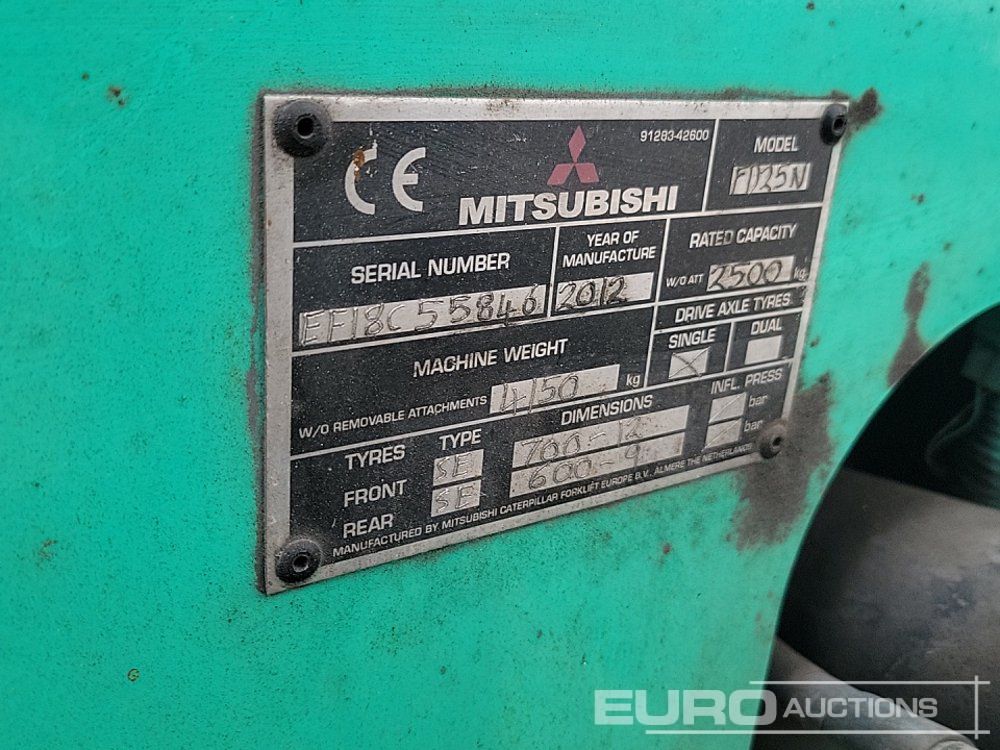 CE
91283-42600
MITSUBISHI
MODEL
SERIAL NUMBER
EF18C55846
YEAR OF
MANUFACTURE
2012
RATED CAPACITY
W/O ATT 2500 kg
MACHINE WEIGHT
W/O REMOVABLE ATTACHMENTS 4150 kg
DRIVE AXLE TYRES
SINGLE DUAL
X
TYRES TYPE DIMENSIONS INFL. PRESS
FRONT SE 700-12 bar
REAR SE 600-9 bar
MANUFACTURED BY MITSUBISHI CATERPILLAR FORKLIFT EUROPE B.V., ALMERE THE NETHERLANDS
EURO AUCTIONS